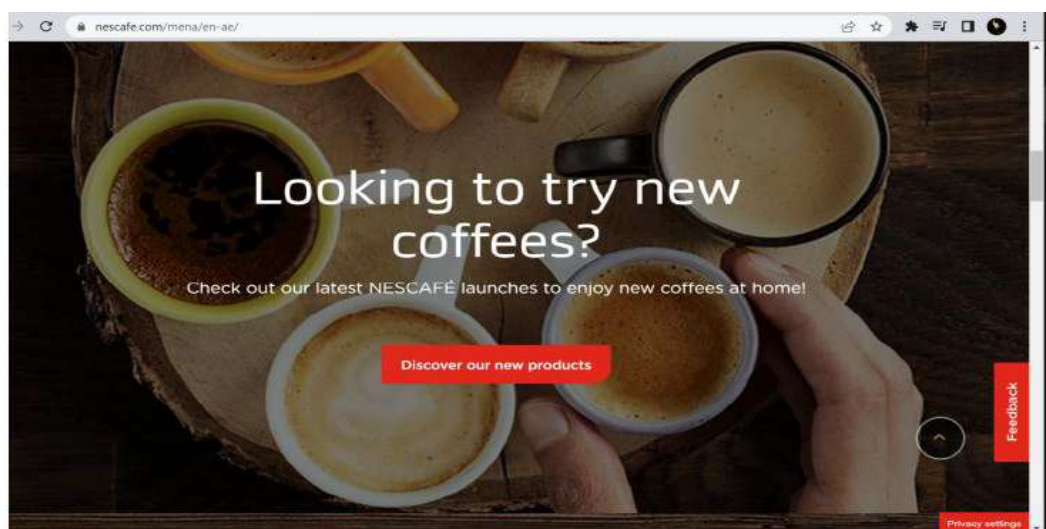 nescafe.com/mena/en-ae/
Looking to try new
coffees?
Check out our latest NESCAFÉ launches to enjoy new coffees at home!
Discover our new products
Feedback
Privacy settings